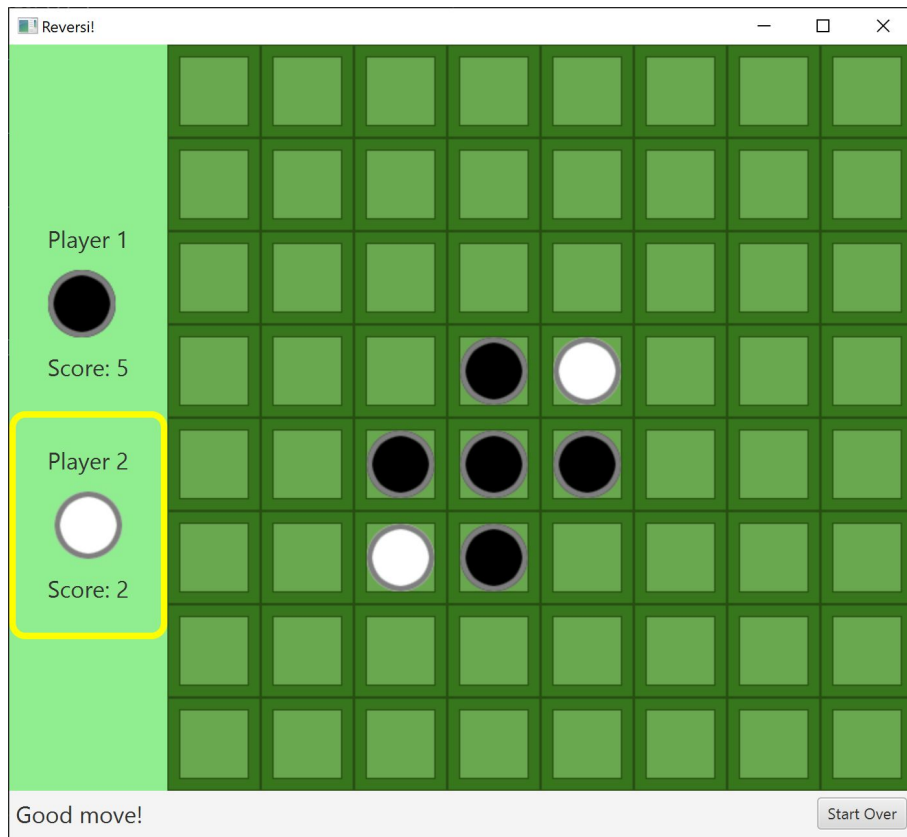 Reversi!
Player 1
Score: 5
Player 2
Score: 2
Good move!
Start Over